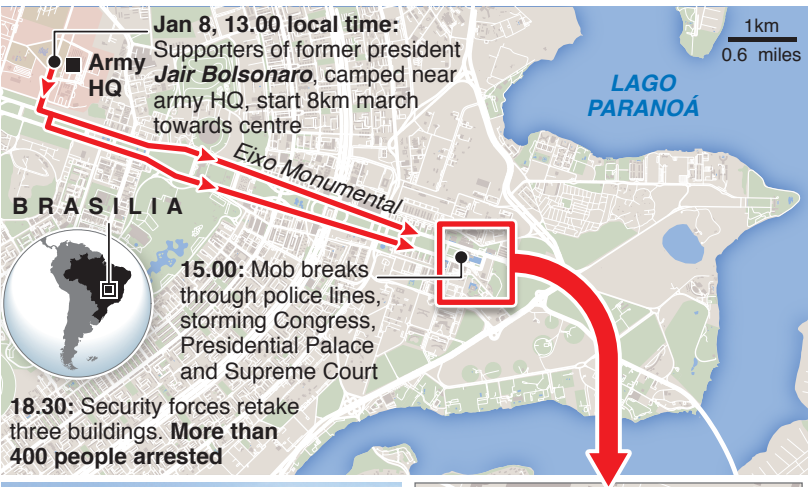 Jan 8, 13.00 local time:
Supporters of former president
Jair Bolsonaro, camped near
army HQ, start 8km march
towards centre
Army
HQ
1km
0.6 miles
LAGO
PARANOÁ
Eixo Monumental
BRASILIA
15.00: Mob breaks
through police lines,
storming Congress,
Presidential Palace
and Supreme Court
18.30: Security forces retake
three buildings. More than
400 people arrested